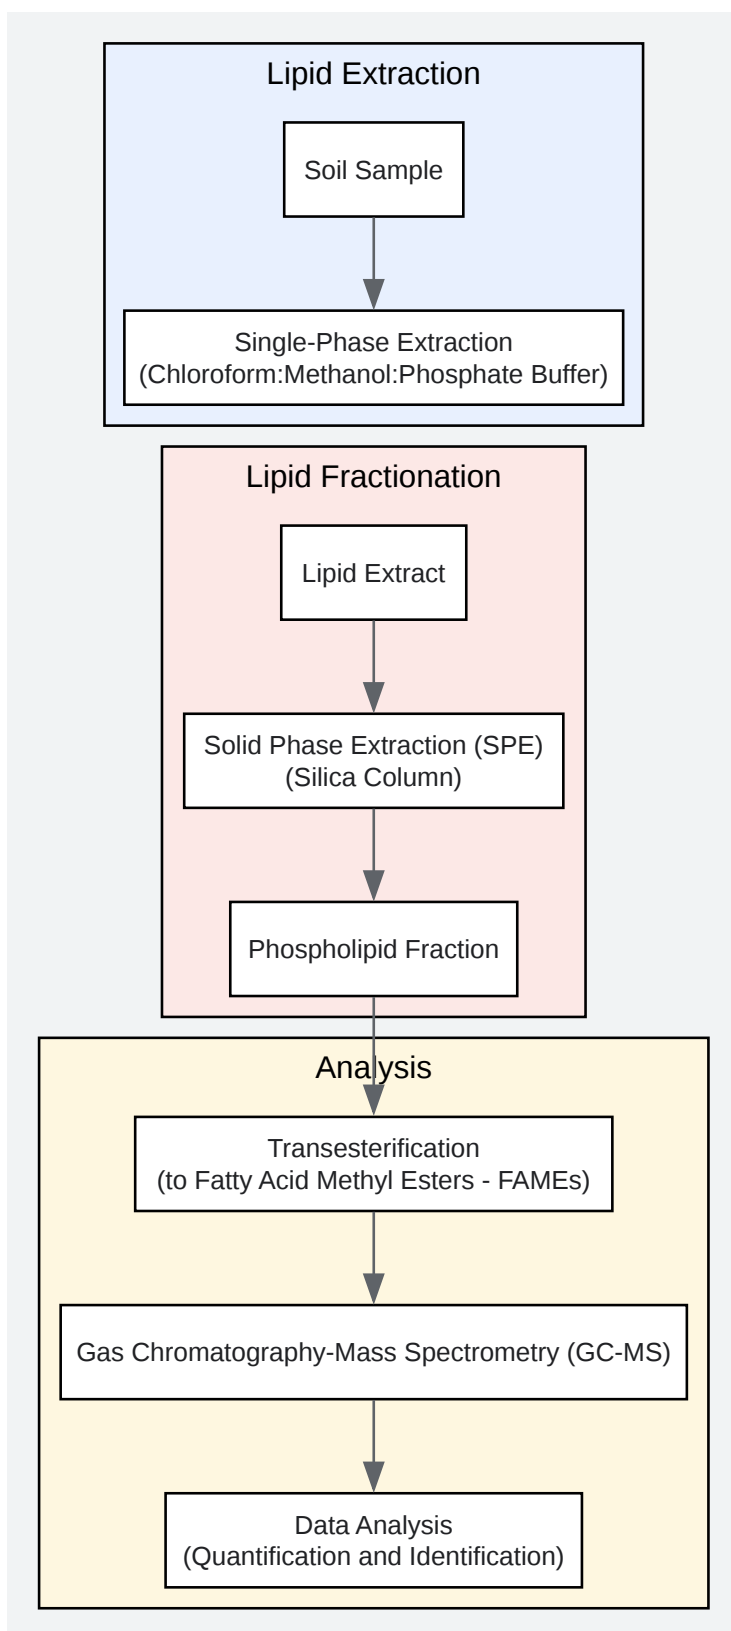 Lipid Extraction
Soil Sample
Single-Phase Extraction
(Chloroform:Methanol:Phosphate Buffer)
Lipid Fractionation
Lipid Extract
Solid Phase Extraction (SPE)
(Silica Column)
Phospholipid Fraction
Analysis
Transesterification
(to Fatty Acid Methyl Esters - FAMEs)
Gas Chromatography-Mass Spectrometry (GC-MS)
Data Analysis
(Quantification and Identification)